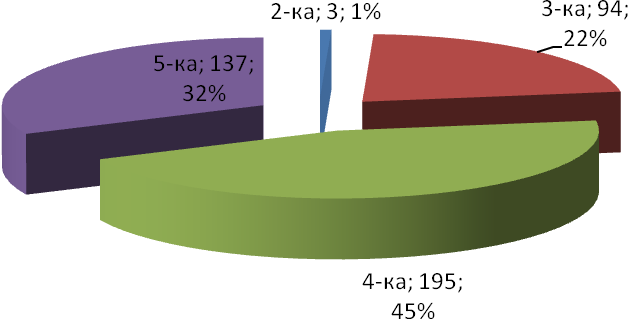 2-ка; 3; 1%
3-ка; 94;
22%
5-ка; 137;
32%
4-ка; 195;
45%